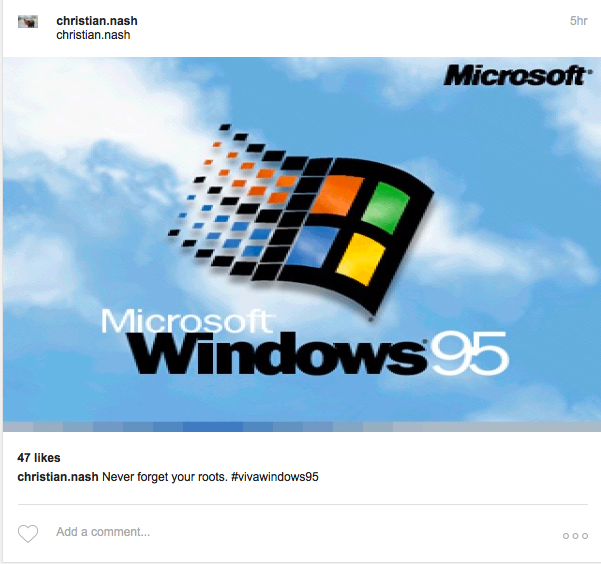 christian.nash
5hr
christian.nash
Microsoft
Microsoft
Windows 95
47 likes
christian.nash Never forget your roots. #vivawindows95
Add a comment...